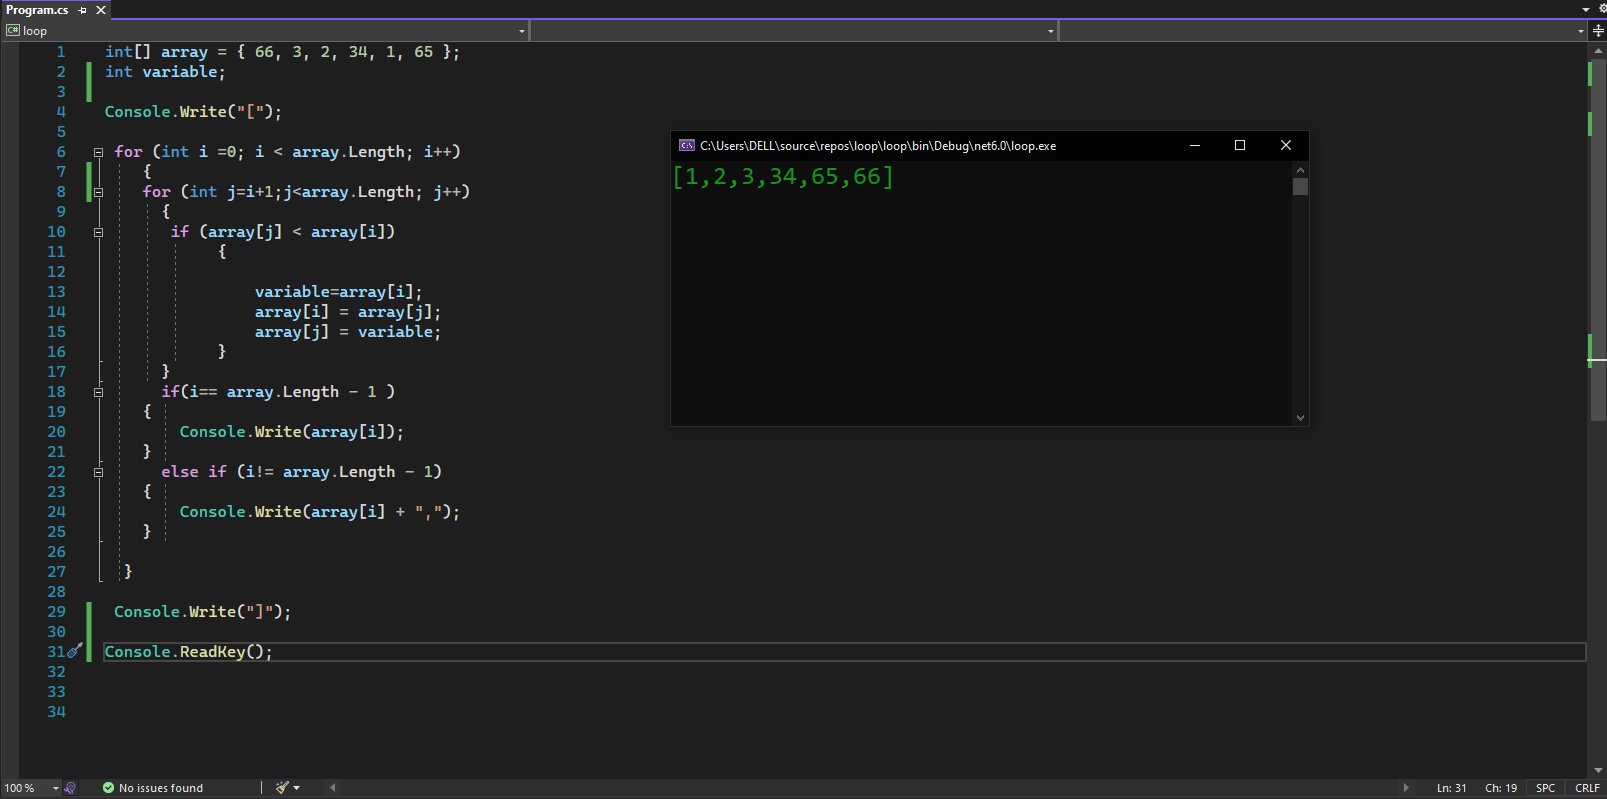 Program.cs
C# loop
1 int[] array = { 66, 3, 2, 34, 1, 65 };
2 int variable;
3
4 Console.Write("[");
5
6 for (int i =0; i < array.Length; i++)
7 {
8 for (int j=i+1;j<array.Length; j++)
9 {
10 if (array[j] < array[i])
11 {
12
13 variable=array[i];
14 array[i] = array[j];
15 array[j] = variable;
16 }
17 }
18 if(i== array.Length - 1 )
19 {
20 Console.Write(array[i]);
21 }
22 else if (i!= array.Length - 1)
23 {
24 Console.Write(array[i] + ",");
25 }
26
27 }
28
29 Console.Write("]");
30
31 Console.ReadKey();
32
33
34
C:\Users\DELL\source\repos\loop\loop\bin\Debug\net6.0\loop.exe
[1,2,3,34,65,66]
100 % No issues found Ln: 31 Ch: 19 SPC CRLF